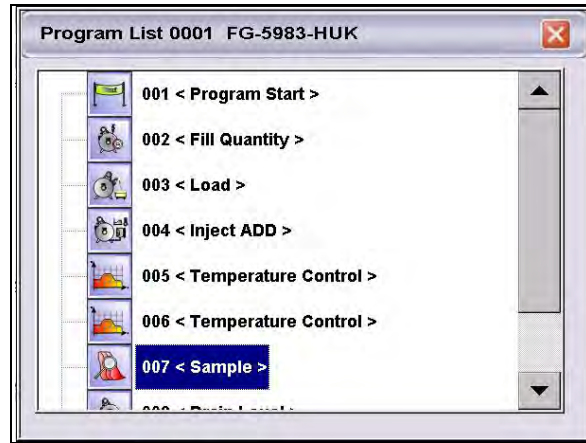 Program List 0001 FG-5983-HUK
001 < Program Start >
002 < Fill Quantity >
003 < Load >
004 < Inject ADD >
005 < Temperature Control >
006 < Temperature Control >
007 < Sample >